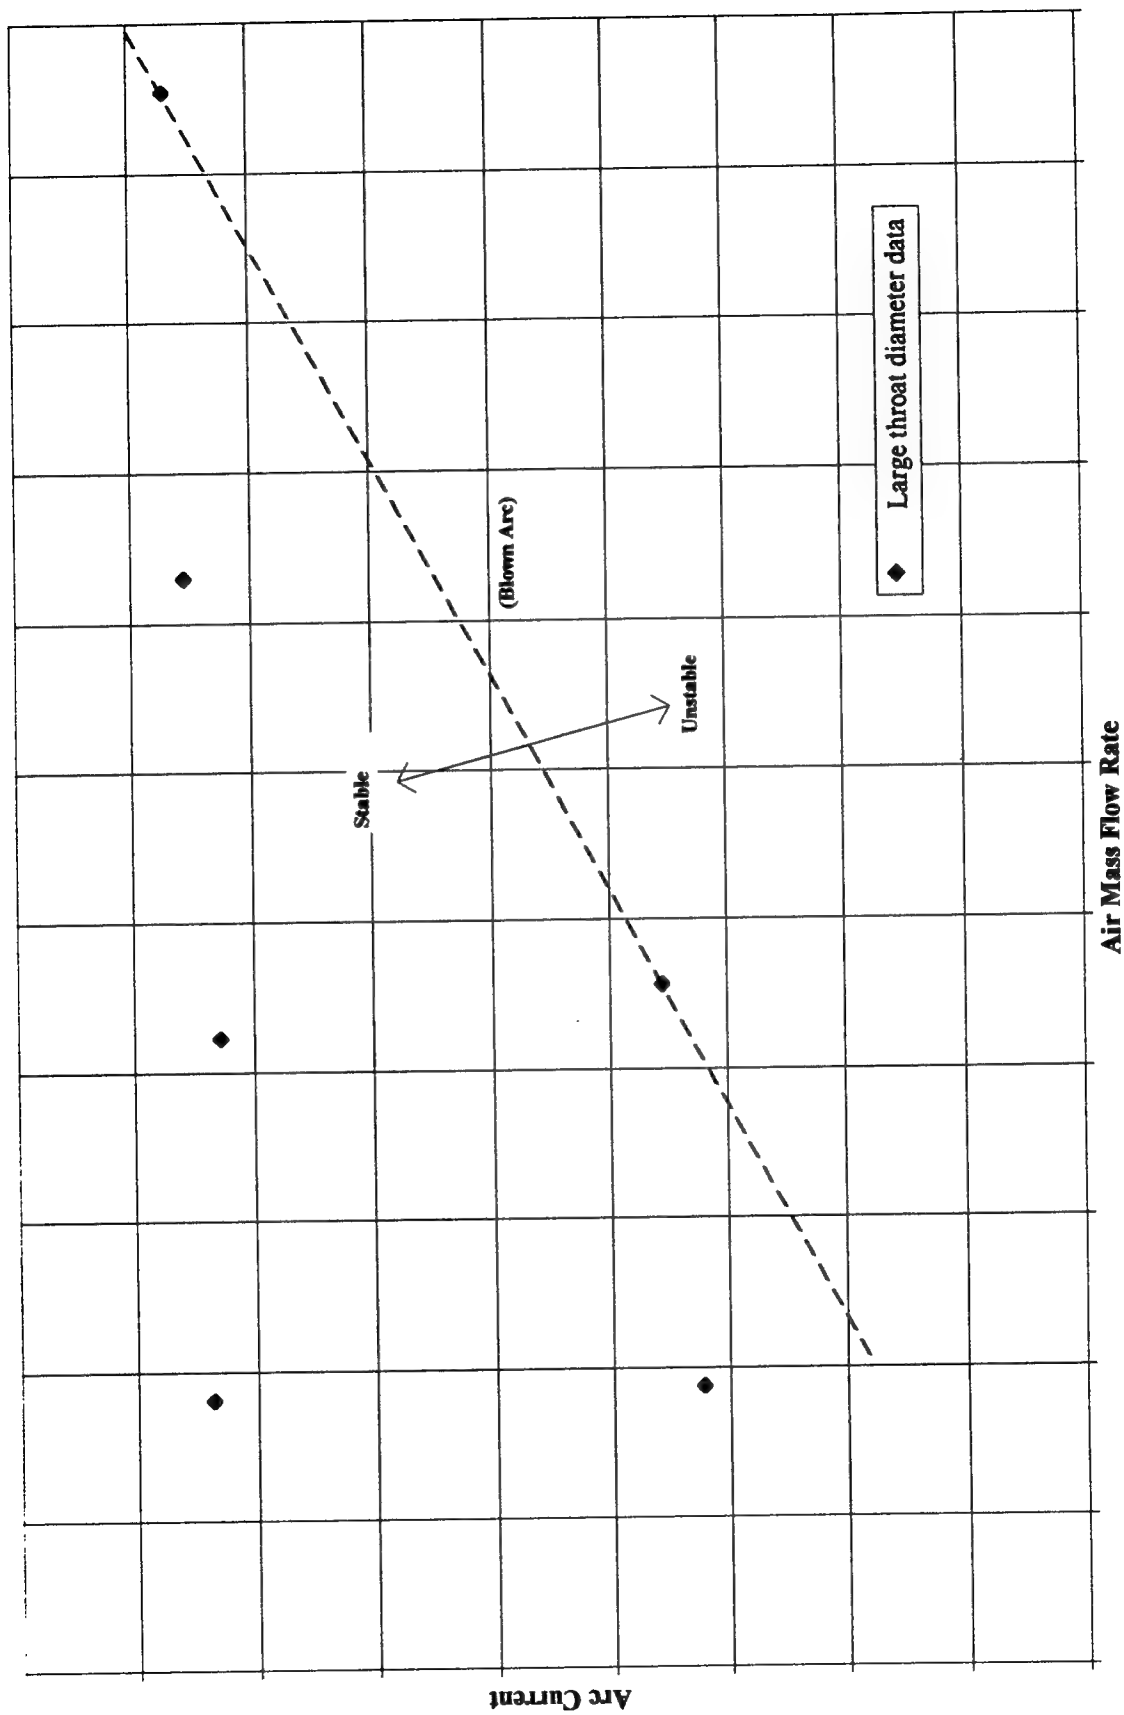 Stable
(Blown Arc)
Unstable
Large throat diameter data
Air Mass Flow Rate
Arc Current